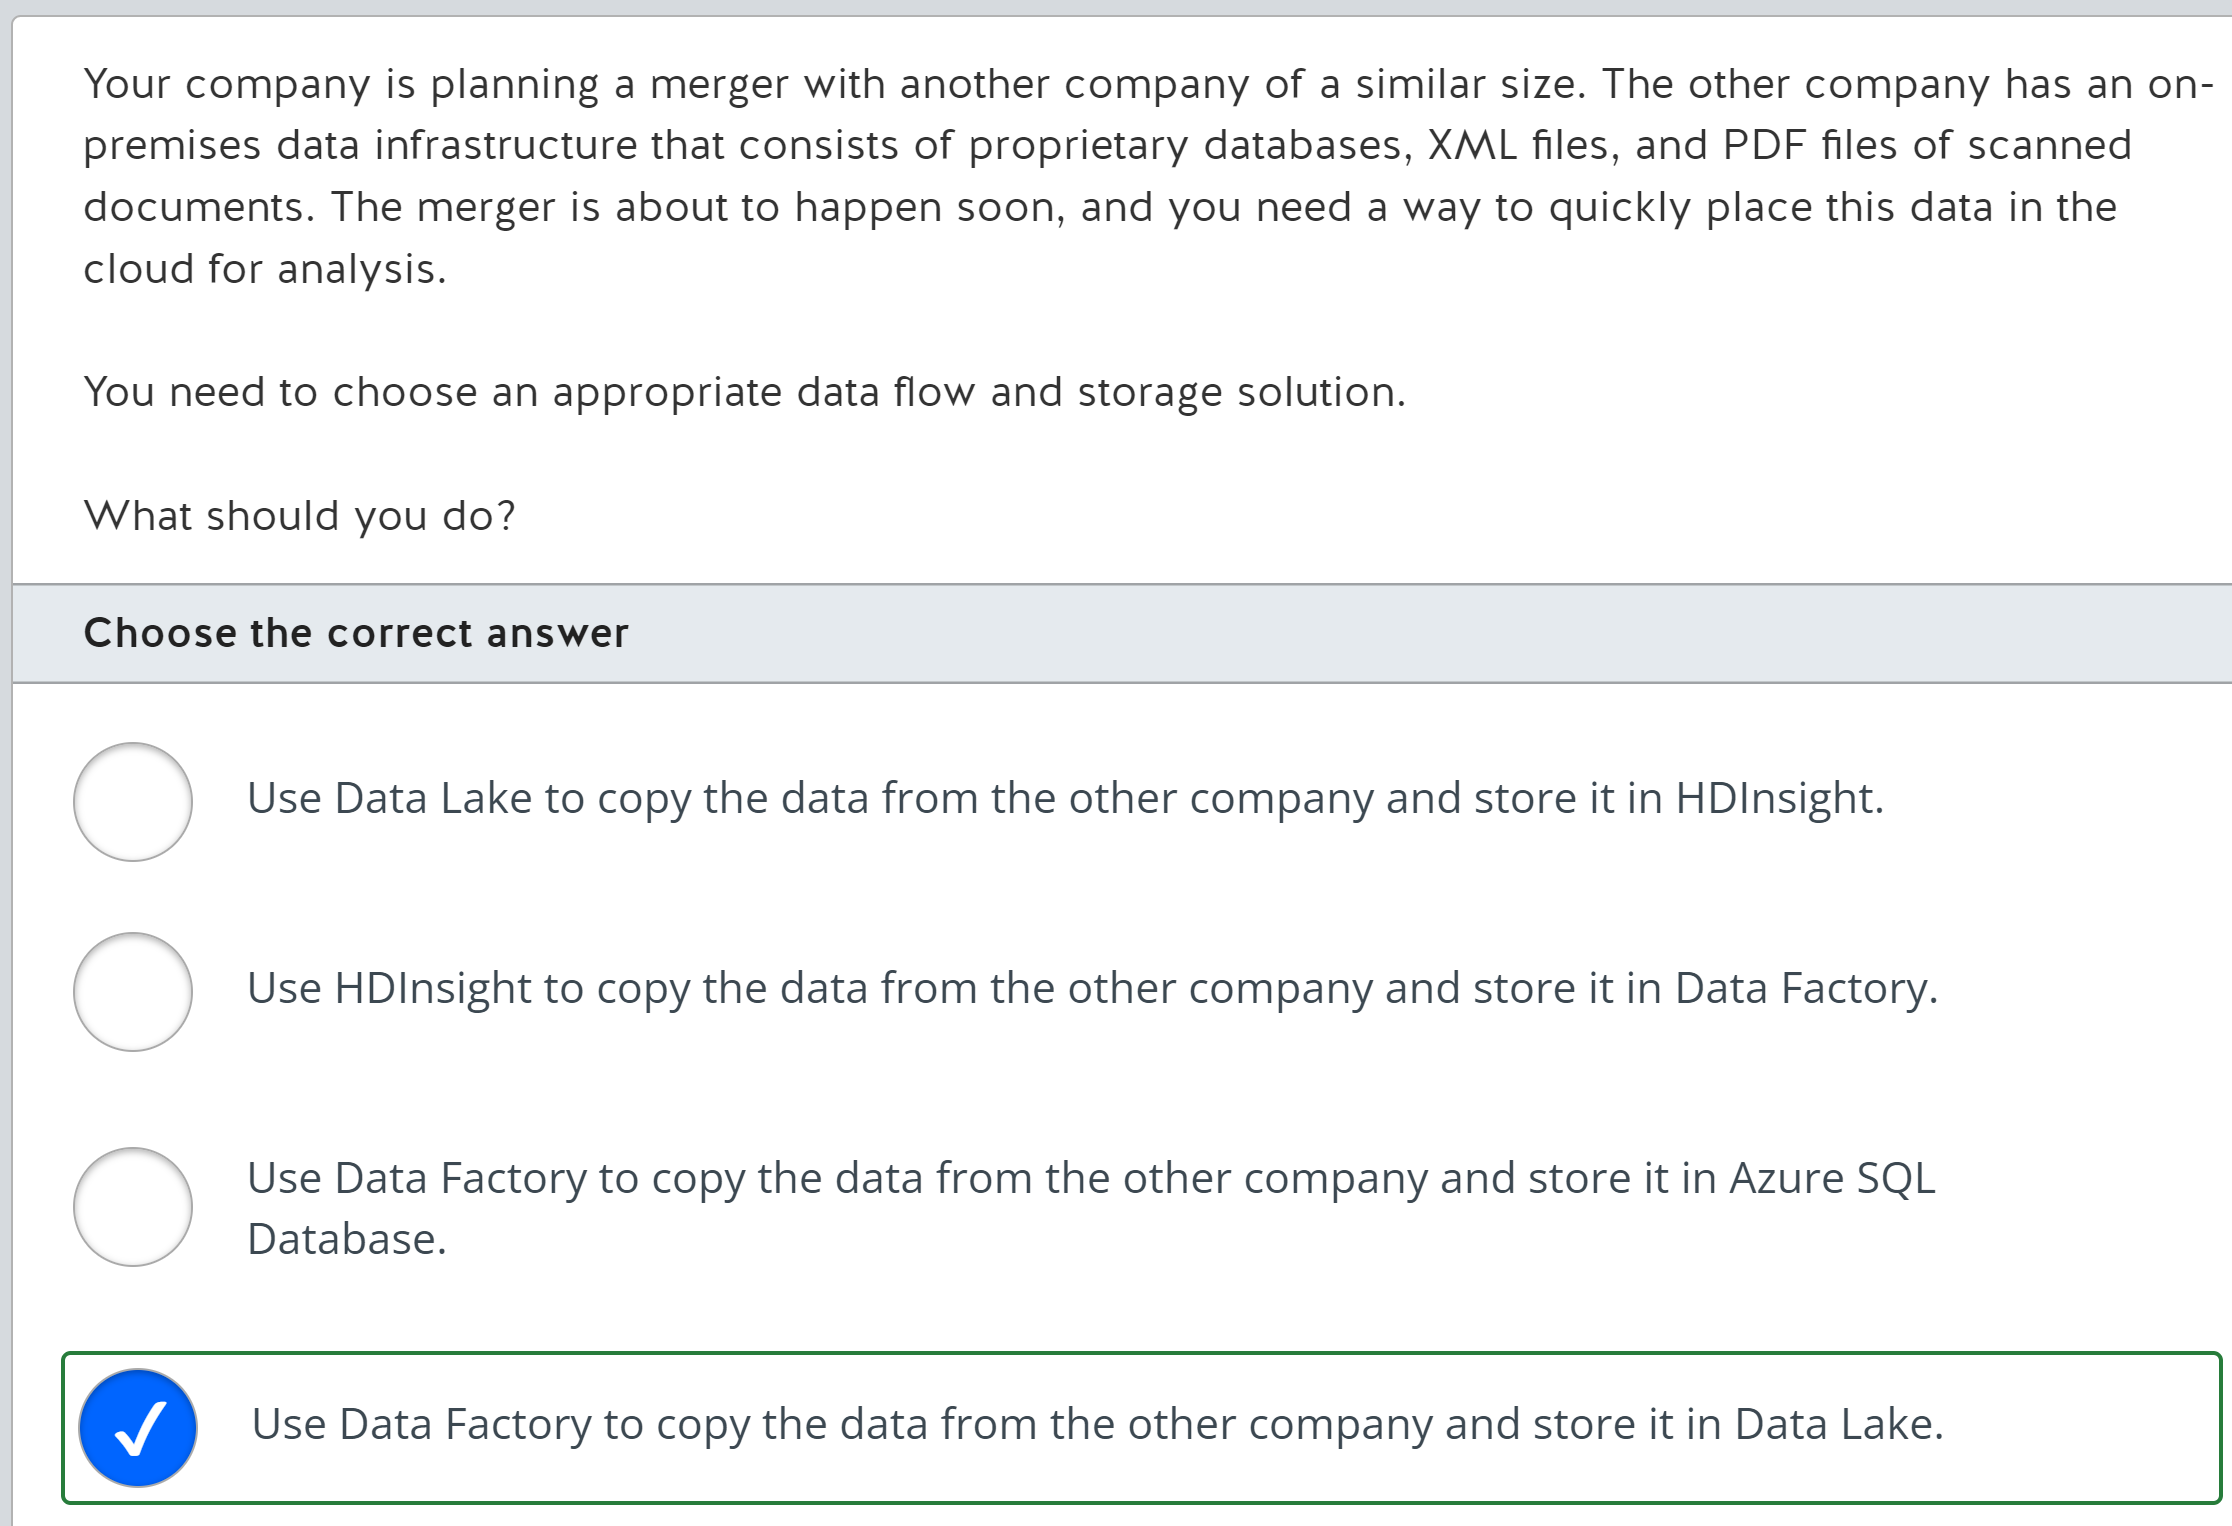 Your company is planning a merger with another company of a similar size. The other company has an on-
premises data infrastructure that consists of proprietary databases, XML files, and PDF files of scanned
documents. The merger is about to happen soon, and you need a way to quickly place this data in the
cloud for analysis.
You need to choose an appropriate data flow and storage solution.
What should you do?
Choose the correct answer
Use Data Lake to copy the data from the other company and store it in HDInsight.
Use HDInsight to copy the data from the other company and store it in Data Factory.
Use Data Factory to copy the data from the other company and store it in Azure SQL
Database.
Use Data Factory to copy the data from the other company and store it in Data Lake.